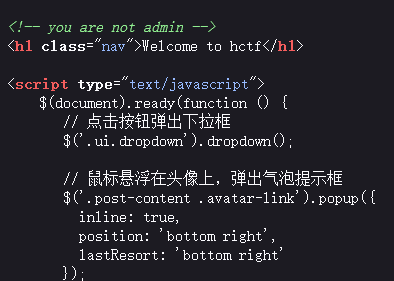 <!-- you are not admin -->
<h1 class="nav">Welcome to hctf</h1>
<script type="text/javascript">
$(document).ready(function () {
// 点击按钮弹出下拉框
$('.ui.dropdown').dropdown();
// 鼠标悬浮在头像上，弹出气泡提示框
$('.post-content .avatar-link').popup({
inline: true,
position: 'bottom right',
lastResort: 'bottom right'
});